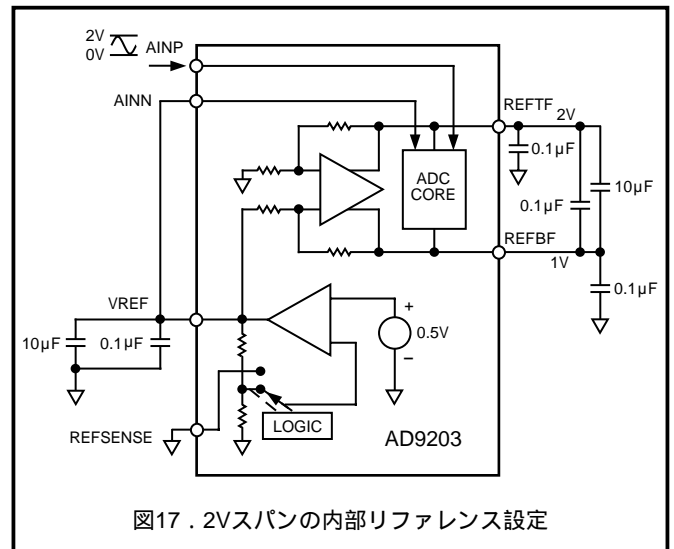 2V
0V
AINP
AINN
REFTF
2V
0.1µF
ADC
CORE
0.1µF
10µF
REFBF
1V
0.1µF
VREF
10µF
0.1µF
+
0.5V
–
LOGIC
REFSENSE
AD9203
図17．2Vスパンの内部リファレンス設定